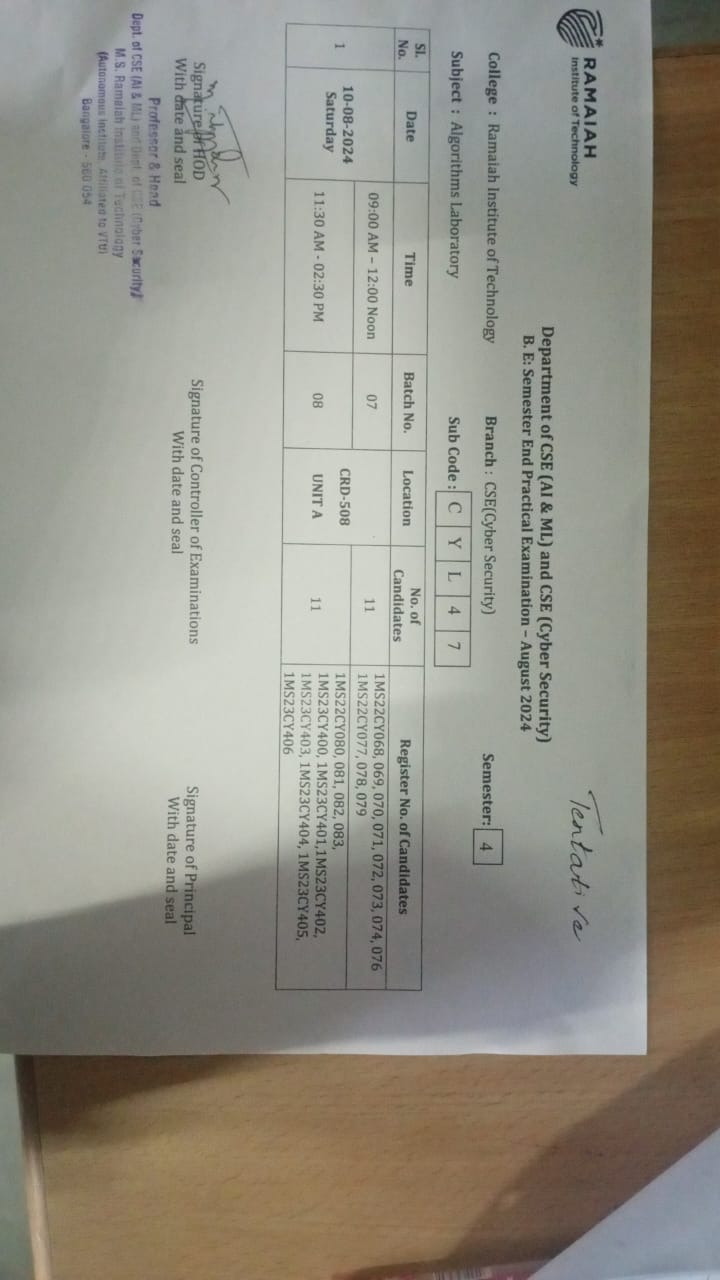 RAMAIAH
Institute of Technology
Tentative
Department of CSE (AI & ML) and CSE (Cyber Security)
B. E: Semester End Practical Examination – August 2024
College : Ramaiah Institute of Technology Branch : CSE(Cyber Security) Semester: 4
Subject : Algorithms Laboratory Sub Code : C Y L 4 7
Sl. No. Date Time Batch No. Location No. of Candidates Register No. of Candidates
1 10-08-2024 Saturday 09:00 AM – 12:00 Noon 07 CRD-508 UNIT A 11 1MS22CY068, 069, 070, 071, 072, 073, 074, 076
1MS22CY077, 078, 079
11:30 AM - 02:30 PM 08 11 1MS22CY080, 081, 082, 083,
1MS23CY400, 1MS23CY401,1MS23CY402,
1MS23CY403, 1MS23CY404, 1MS23CY405,
1MS23CY406
Signature of HOD Signature of Controller of Examinations Signature of Principal
With date and seal With date and seal With date and seal
Professor & Head
Dept. of CSE (AI & ML) and Dept. of CSE (Cyber Security)
M.S. Ramaiah Institute of Technology
(Autonomous Institute, Affiliated to VTU)
Bangalore - 560 054